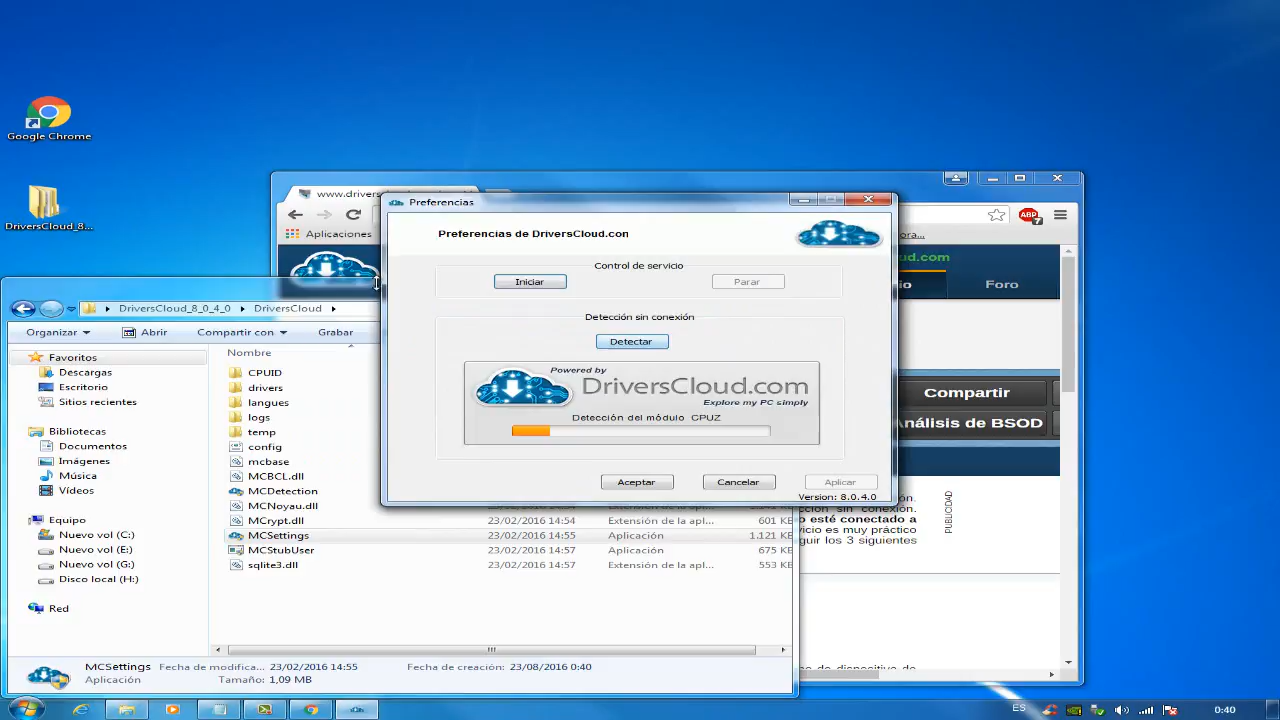 Google Chrome
DriversCloud_8...
www.drivers
Aplicaciones
ABP
7
ora...
ud.com
io
Foro
Compartir
Análisis de BSOD
PUBLICIDAD
o esté conectado a
vicio es muy práctico
guir los 3 siguientes
Preferencias
Preferencias de DriversCloud.con
Control de servicio
Iniciar
Parar
Detección sin conexión
Detectar
Powered by
DriversCloud.com
Explore my PC simply
Detección del módulo CPUZ
Aceptar
Cancelar
Aplicar
Version: 8.0.4.0
DriversCloud_8_0_4_0
DriversCloud
Organizar
Abrir
Compartir con
Grabar
Favoritos
Descargas
Escritorio
Sitios recientes
Bibliotecas
Documentos
Imágenes
Música
Vídeos
Equipo
Nuevo vol (C:)
Nuevo vol (E:)
Nuevo vol (G:)
Disco local (H:)
Red
Nombre
CPUID
drivers
langues
logs
temp
config
mcbase
MCBCL.dll
MCDetection
MCNoyau.dll
MCrypt.dll 23/02/2016 14:54 Extensión de la apl... 601 KB
MCSettings 23/02/2016 14:55 Aplicación 1.121 KB
MCStubUser 23/02/2016 14:57 Aplicación 675 KB
sqlite3.dll 23/02/2016 14:57 Extensión de la apl... 553 KB
MCSettings Fecha de modifica... 23/02/2016 14:55 Fecha de creación: 23/08/2016 0:40
Aplicación Tamaño: 1,09 MB
ES
0:40